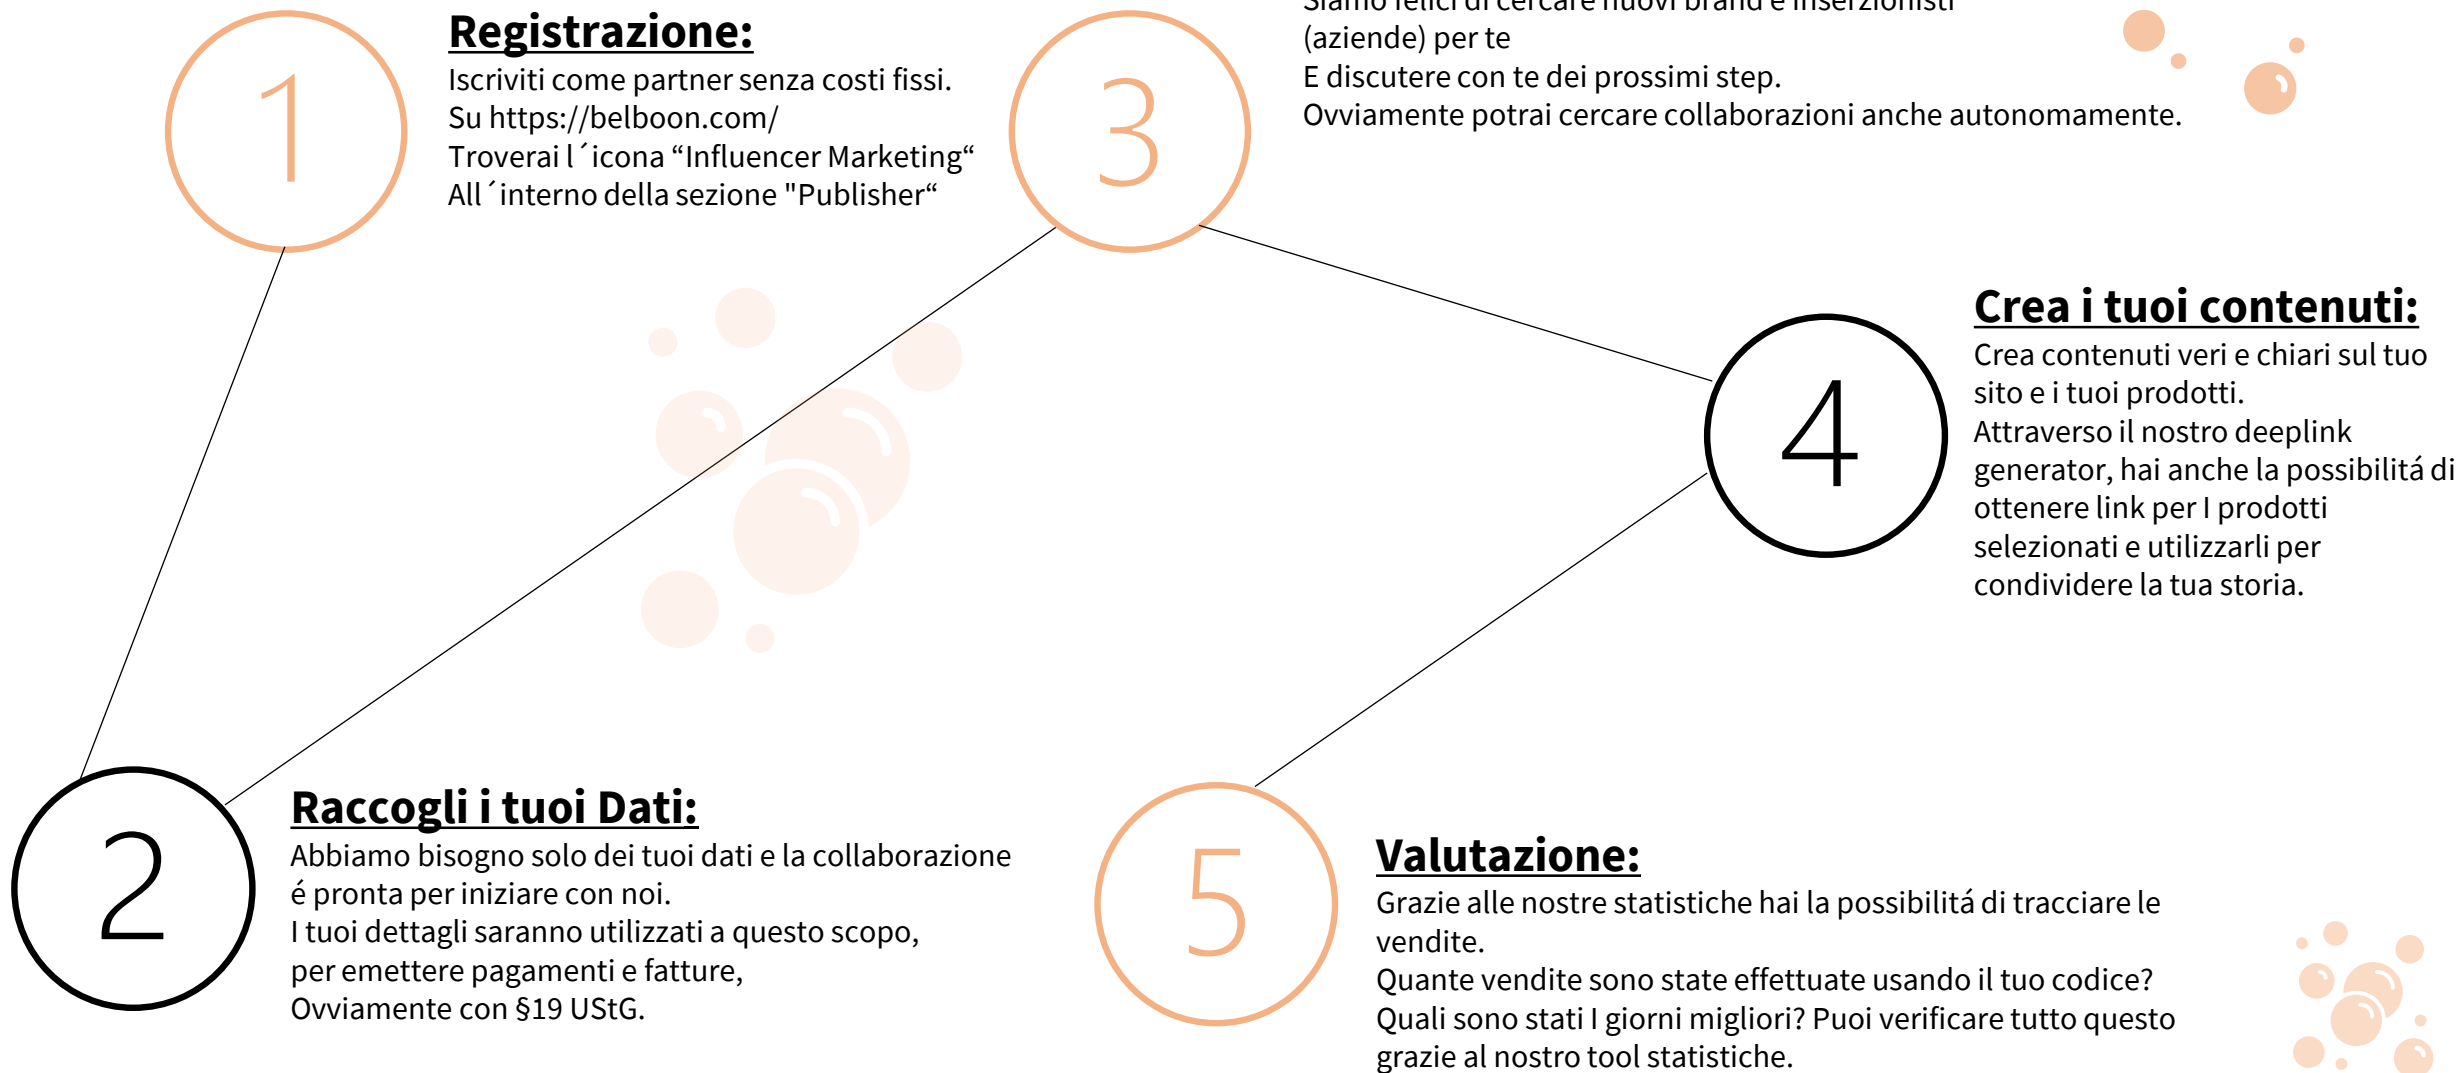 1
Registrazione:
Iscriviti come partner senza costi fissi.
Su https://belboon.com/
Troverai l´icona “Influencer Marketing“
All´interno della sezione "Publisher“
2
Raccogli i tuoi Dati:
Abbiamo bisogno solo dei tuoi dati e la collaborazione
é pronta per iniziare con noi.
I tuoi dettagli saranno utilizzati a questo scopo,
per emettere pagamenti e fatture,
Ovviamente con §19 UStG.
3
Siamo felici di cercare nuovi brand e inserzionisti
(aziende) per te
E discutere con te dei prossimi step.
Ovviamente potrai cercare collaborazioni anche autonomamente.
4
Crea i tuoi contenuti:
Crea contenuti veri e chiari sul tuo
sito e i tuoi prodotti.
Attraverso il nostro deeplink
generator, hai anche la possibilitá di
ottenere link per I prodotti
selezionati e utilizzarli per
condividere la tua storia.
5
Valutazione:
Grazie alle nostre statistiche hai la possibilitá di tracciare le
vendite.
Quante vendite sono state effettuate usando il tuo codice?
Quali sono stati I giorni migliori? Puoi verificare tutto questo
grazie al nostro tool statistiche.